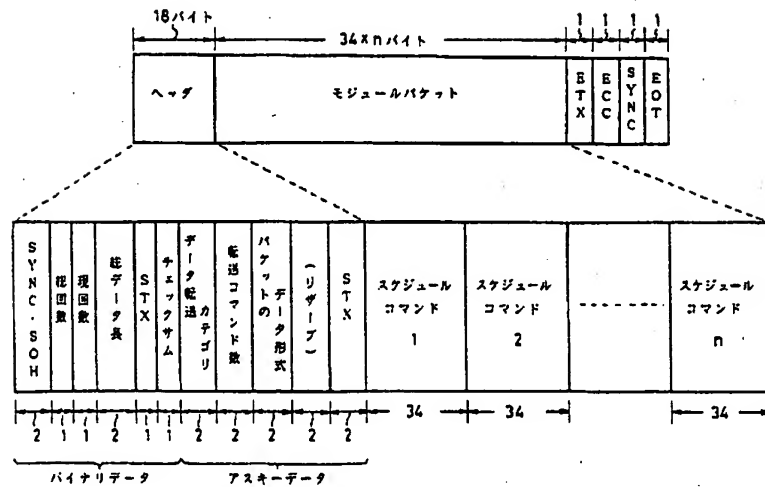 18バイト
34×nバイト
1 1 1 1
ヘッダ
モジュールパケット
ETX
ECC
SYNC
EOT
SYNC・SOH
総回数
現回数
総データ長
STX
チェックサム
データ転送
カテゴリ
転送コマンド数
パケットの
データ形式
(リザーブ)
STX
スケジュール
コマンド
1
スケジュール
コマンド
2
スケジュール
コマンド
n
2 1 1 2 1 1 2 2 2 2 2
34 34 34
バイナリデータ
アスキーデータ